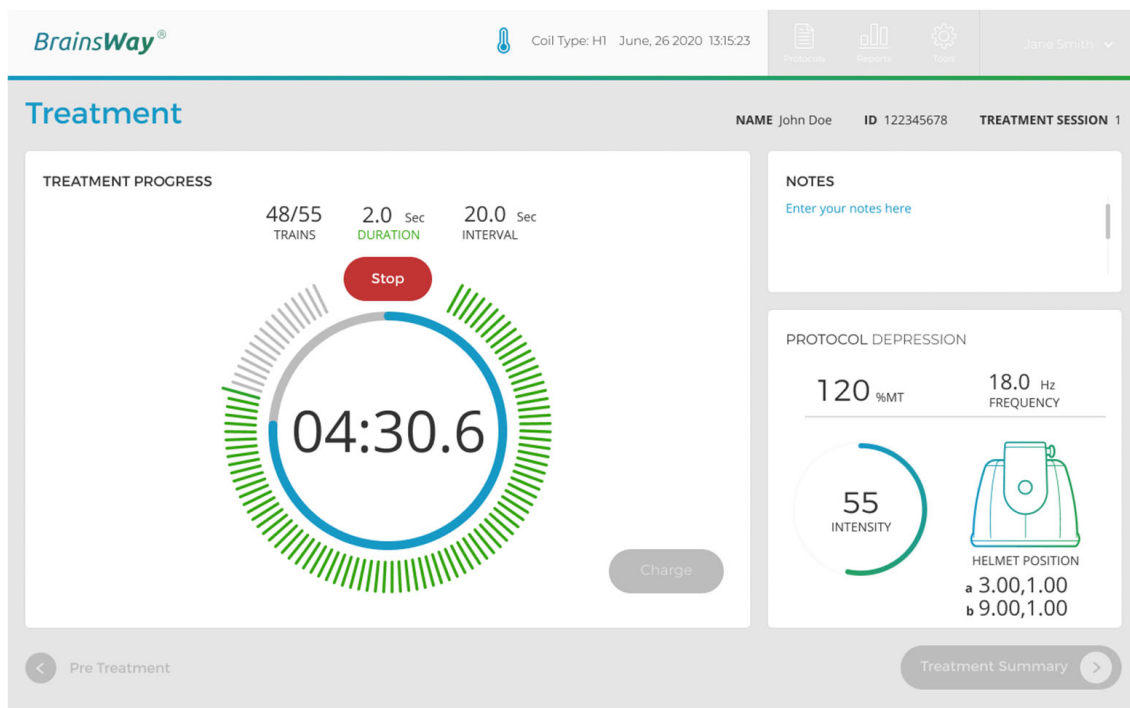 BrainsWay®
Coil Type: H1 June, 26 2020 13:15:23
Protocols
Reports
Tools
Jane Smith
Treatment
NAME John Doe ID 122345678 TREATMENT SESSION 1
TREATMENT PROGRESS
48/55
TRAINS
2.0 Sec
DURATION
20.0 Sec
INTERVAL
Stop
04:30.6
Charge
NOTES
Enter your notes here
PROTOCOL DEPRESSION
120 %MT
18.0 Hz
FREQUENCY
55
INTENSITY
HELMET POSITION
a 3.00,1.00
b 9.00,1.00
Pre Treatment
Treatment Summary